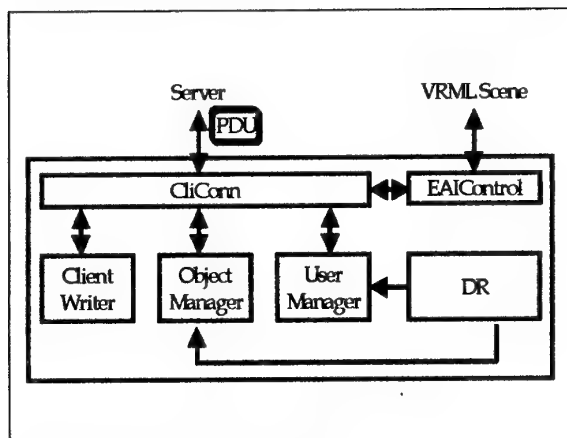 Server
VRML Scene
PDU
CliConn
EAIControl
Client
Writer
Object
Manager
User
Manager
DR